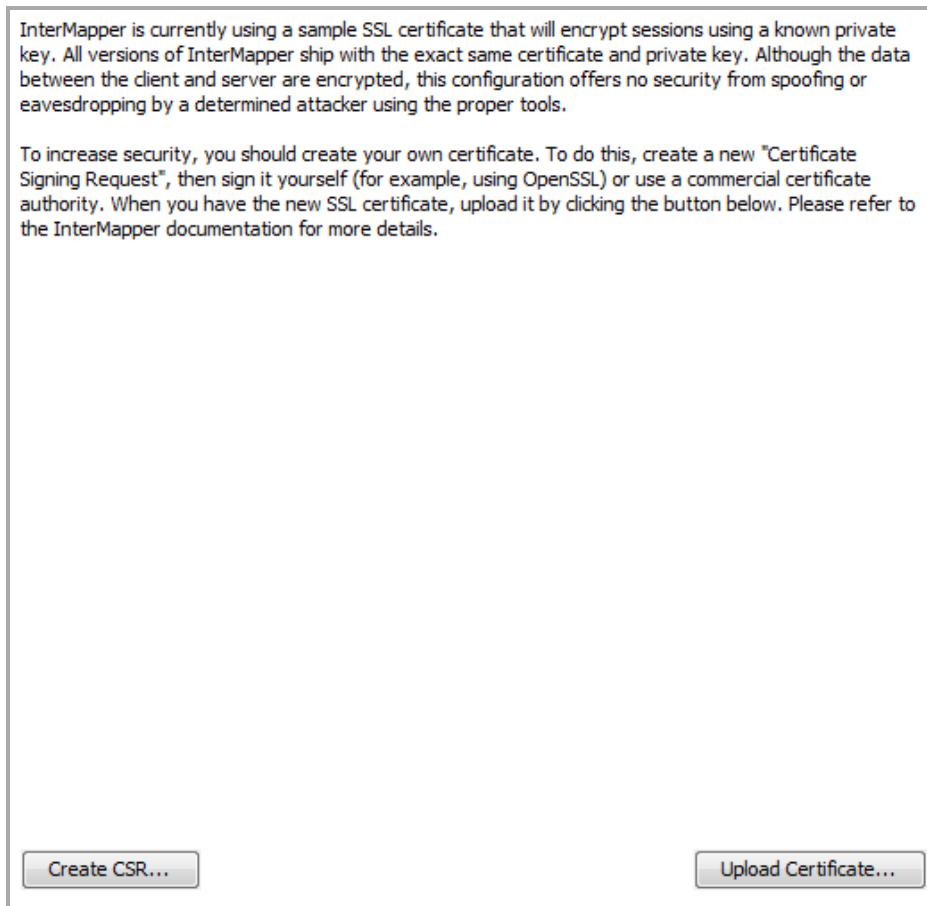 InterMapper is currently using a sample SSL certificate that will encrypt sessions using a known private
key. All versions of InterMapper ship with the exact same certificate and private key. Although the data
between the client and server are encrypted, this configuration offers no security from spoofing or
eavesdropping by a determined attacker using the proper tools.
To increase security, you should create your own certificate. To do this, create a new "Certificate
Signing Request", then sign it yourself (for example, using OpenSSL) or use a commercial certificate
authority. When you have the new SSL certificate, upload it by clicking the button below. Please refer to
the InterMapper documentation for more details.
Create CSR...
Upload Certificate...